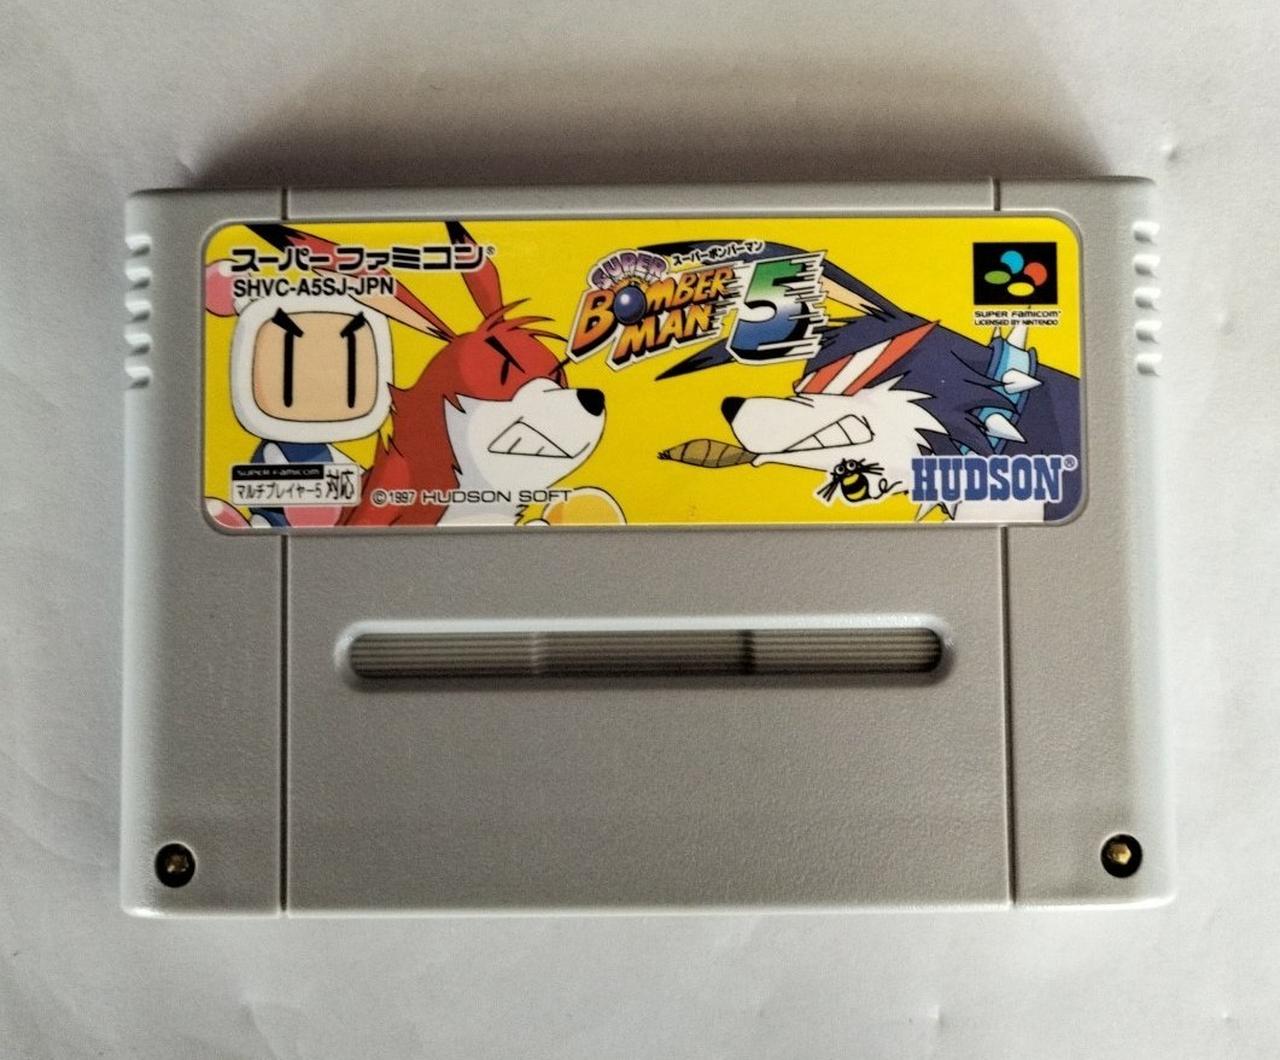 スーパーファミコン®
SHVC-A5SJ-JPN
スーパーボンバーマン
SUPER
BOMBER
MAN 5
SUPER FAMICOM™
LICENSED BY NINTENDO
SUPER FAMICOM
マルチプレイヤー5対応
©1997 HUDSON SOFT
HUDSON®